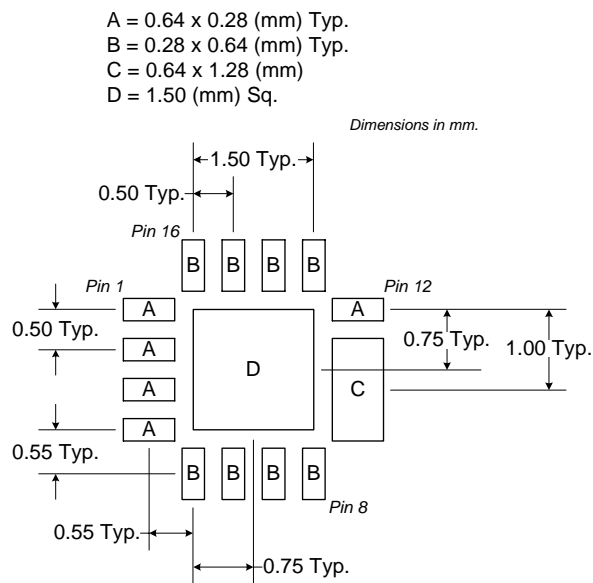 A = 0.64 x 0.28 (mm) Typ.
B = 0.28 x 0.64 (mm) Typ.
C = 0.64 x 1.28 (mm)
D = 1.50 (mm) Sq.
Dimensions in mm.
1.50 Typ.
0.50 Typ.
Pin 16
B B B B
Pin 1
Pin 12
A
A
0.50 Typ.
0.75 Typ.
1.00 Typ.
A
D
A
C
A
0.55 Typ.
B B B B
Pin 8
0.55 Typ.
0.75 Typ.